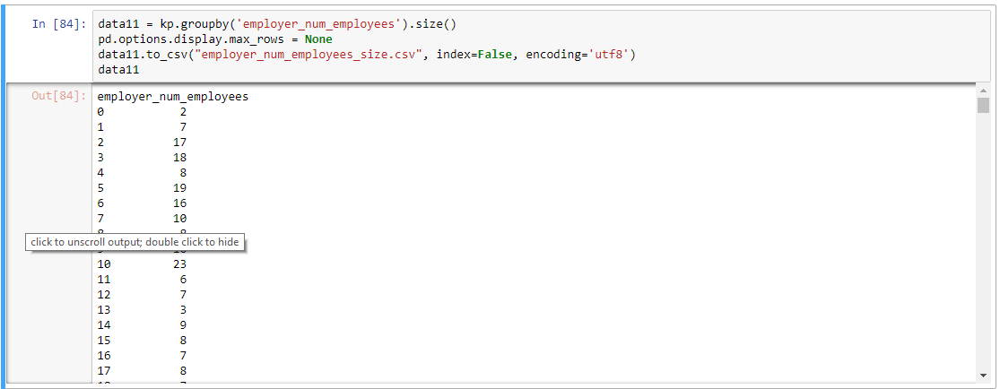 In [84]: data11 = kp.groupby('employer_num_employees').size()
pd.options.display.max_rows = None
data11.to_csv("employer_num_employees_size.csv", index=False, encoding='utf8')
data11
Out[84]: employer_num_employees
0 2
1 7
2 17
3 18
4 8
5 19
6 16
7 10
click to unscroll output; double click to hide
10 23
11 6
12 7
13 3
14 9
15 8
16 7
17 8